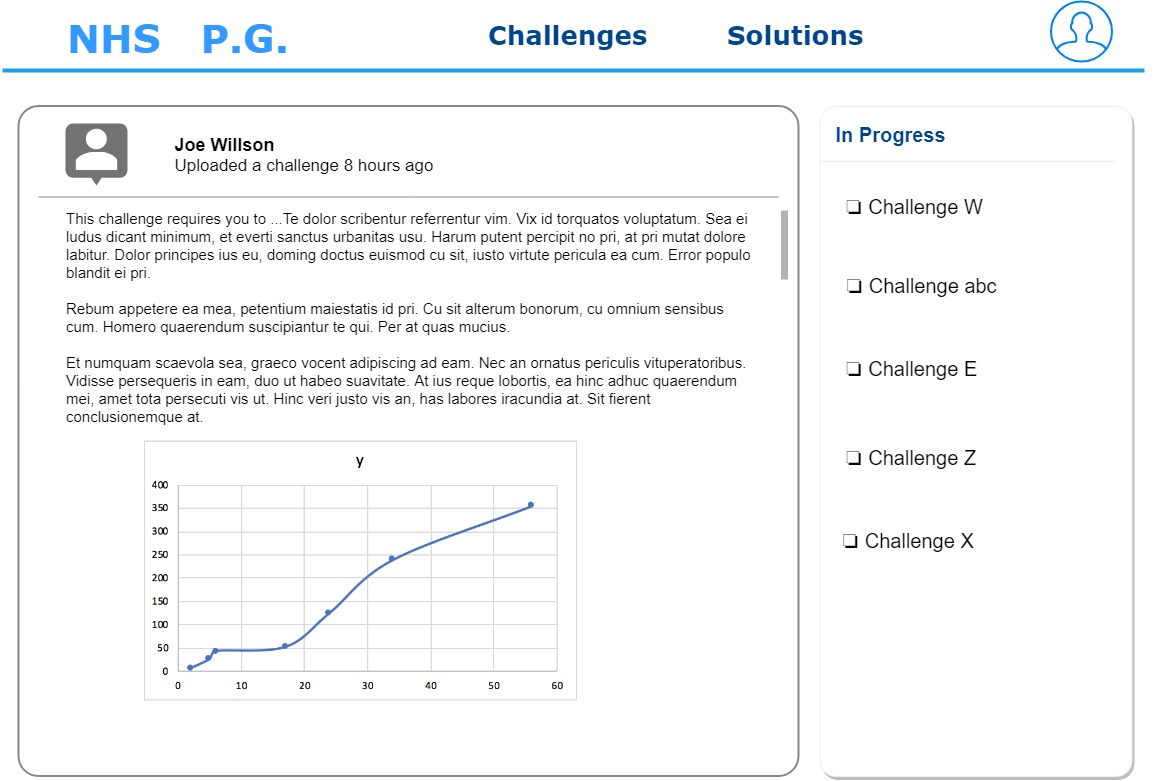 NHS P.G.
Challenges
Solutions
Joe Willson
Uploaded a challenge 8 hours ago
This challenge requires you to ...Te dolor scribentur referrentur vim. Vix id torquatos voluptatum. Sea ei
ludus dicant minimum, et everti sanctus urbanitas usu. Harum putent percipit no pri, at pri mutat dolore
labitur. Dolor principes ius eu, doming doctus euismod cu sit, iusto virtute pericula ea cum. Error populo
blandit ei pri.
Rebum appetere ea mea, petentium maiestatis id pri. Cu sit alterum bonorum, cu omnium sensibus
cum. Homero quaerendum suscipiantur te qui. Per at quas mucius.
Et numquam scaevola sea, graeco vocent adipiscing ad eam. Nec an ornatus periculis vituperatoribus.
Vidisse persequeris in eam, duo ut habeo suavitate. At ius reque lobortis, ea hinc adhuc quaerendum
mei, amet tota persecuti vis ut. Hinc veri justo vis an, has labores iracundia at. Sit fierent
conclusionemque at.
y
400
350
300
250
200
150
100
50
0
0 10 20 30 40 50 60
In Progress
Challenge W
Challenge abc
Challenge E
Challenge Z
Challenge X